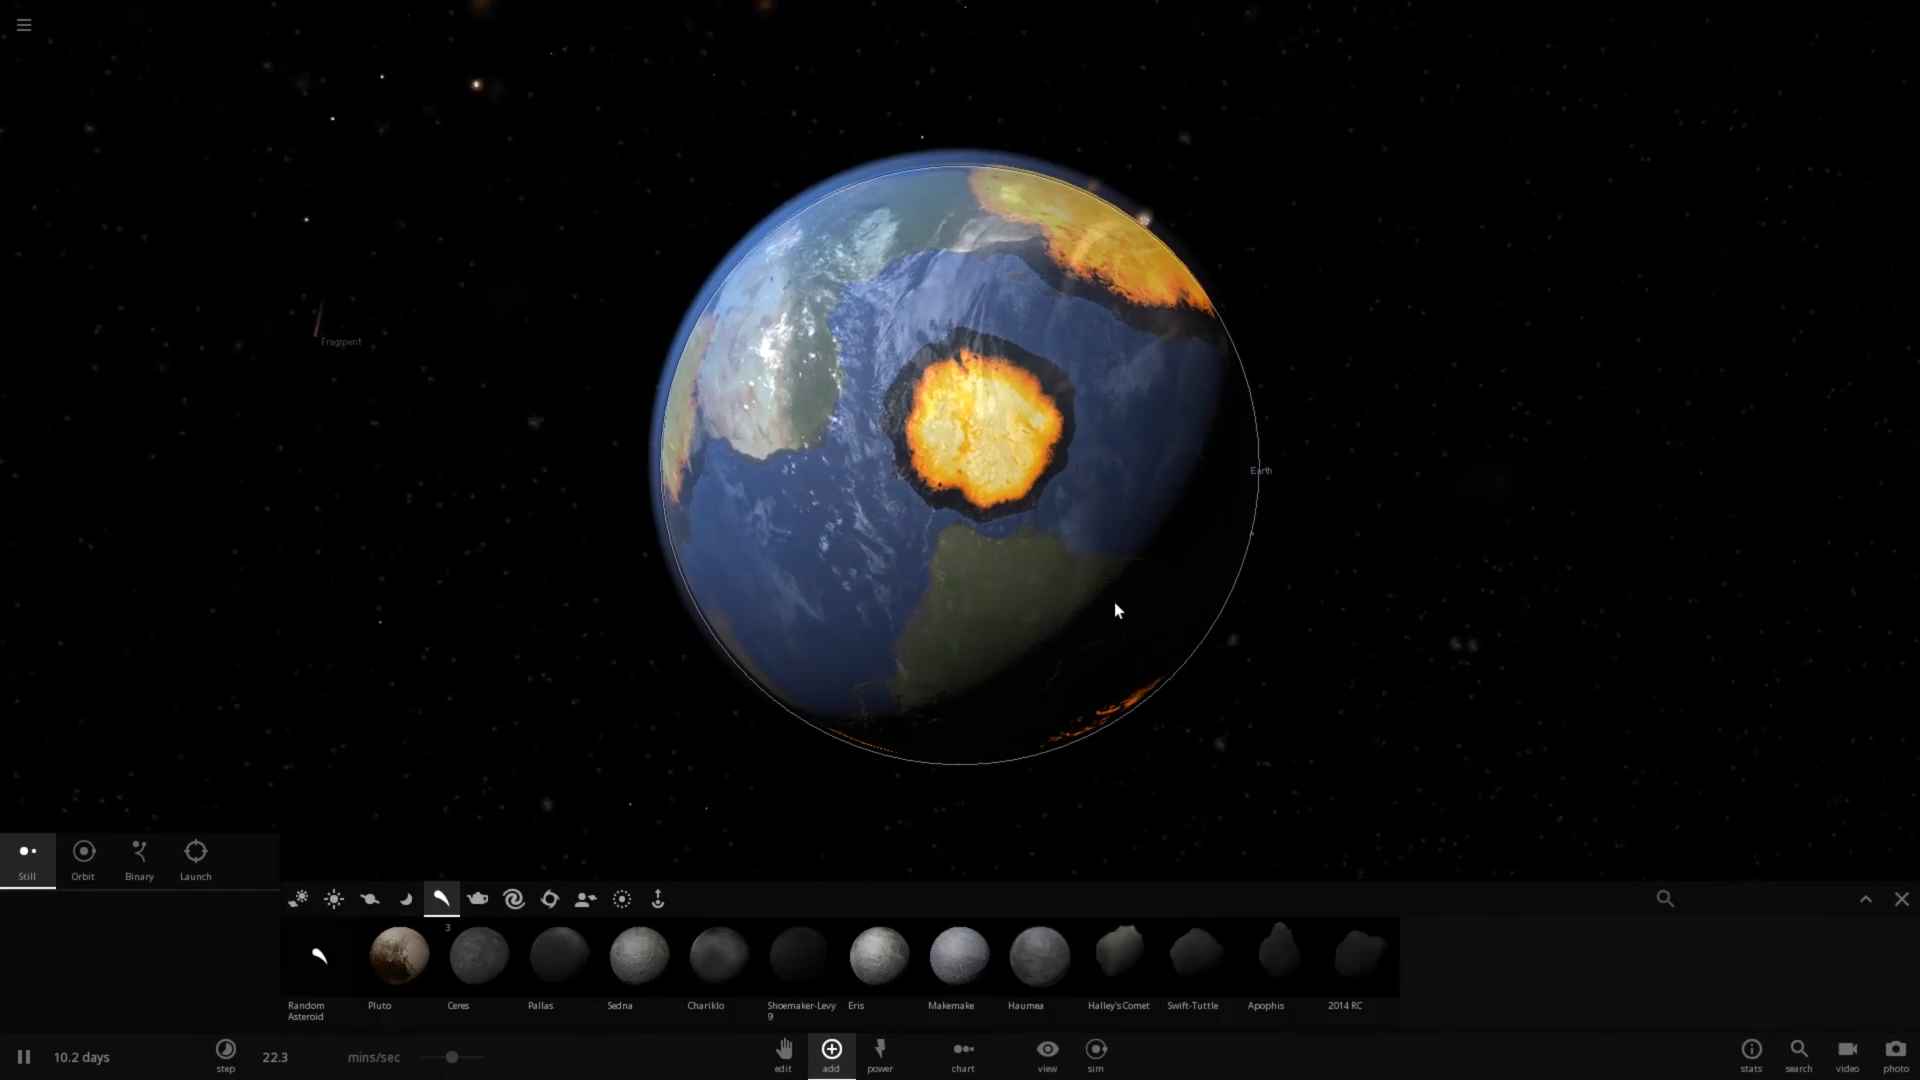 Fragment
Earth
Still
Orbit
Binary
Launch
3
Random
Asteroid
Pluto
Ceres
Pallas
Sedna
Chariklo
Shoemaker-Levy
9
Eris
Makemake
Haumea
Halley's Comet
Swift-Tuttle
Apophis
2014 RC
10.2 days
step
22.3
mins/sec
edit
add
power
chart
view
sim
stats
search
video
photo